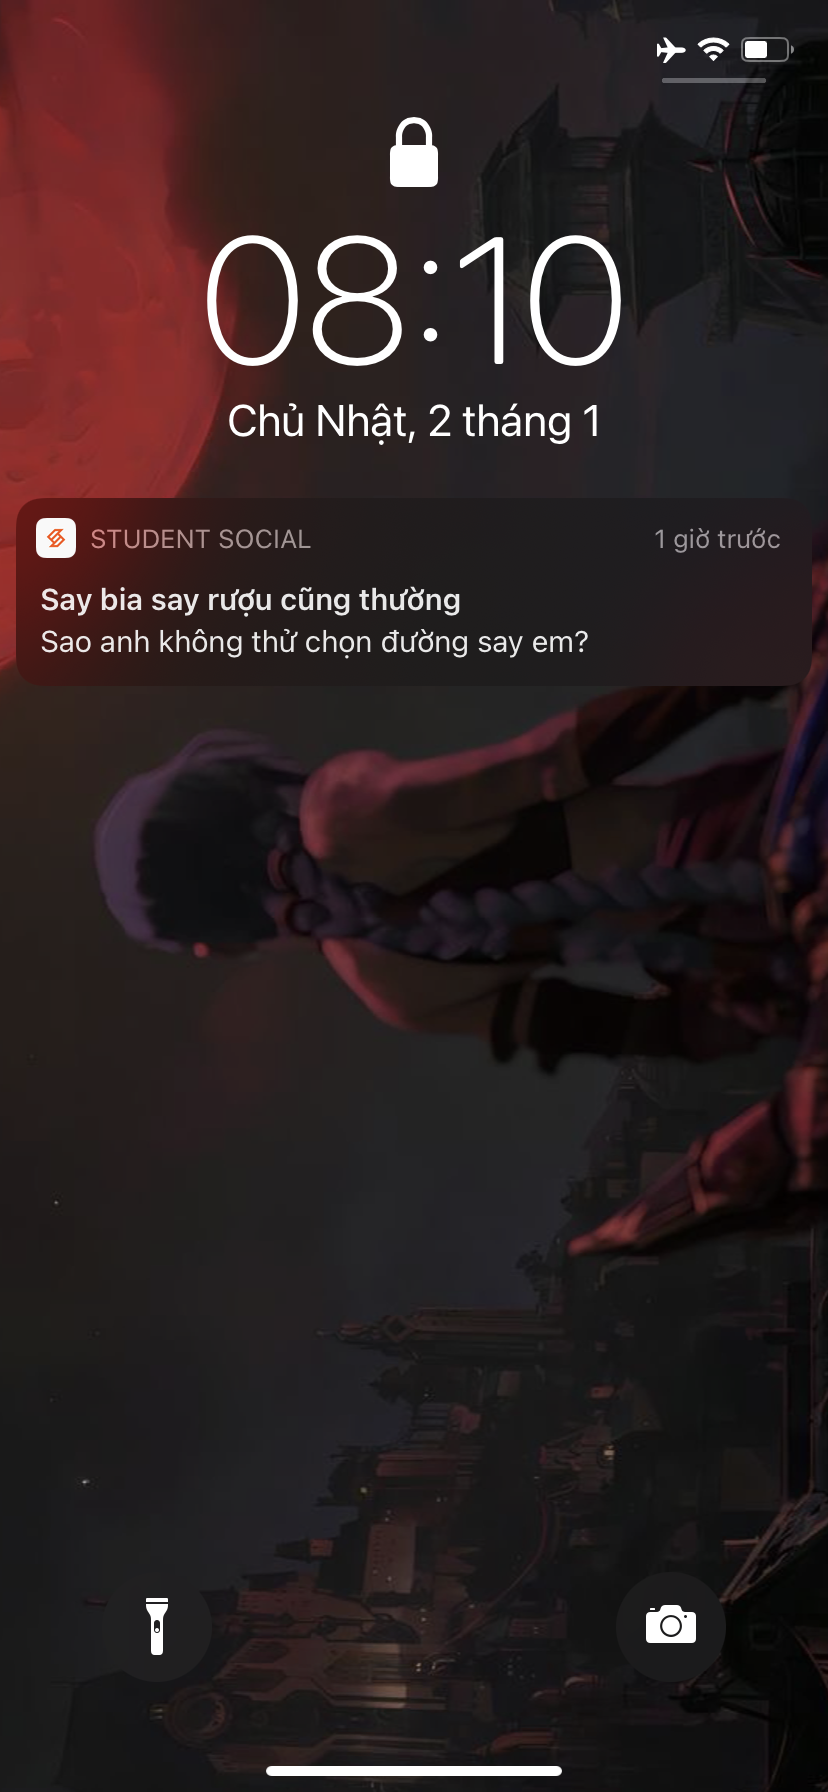 08:10
Chủ Nhật, 2 tháng 1
STUDENT SOCIAL 1 giờ trước
Say bia say rượu cũng thường
Sao anh không thử chọn đường say em?